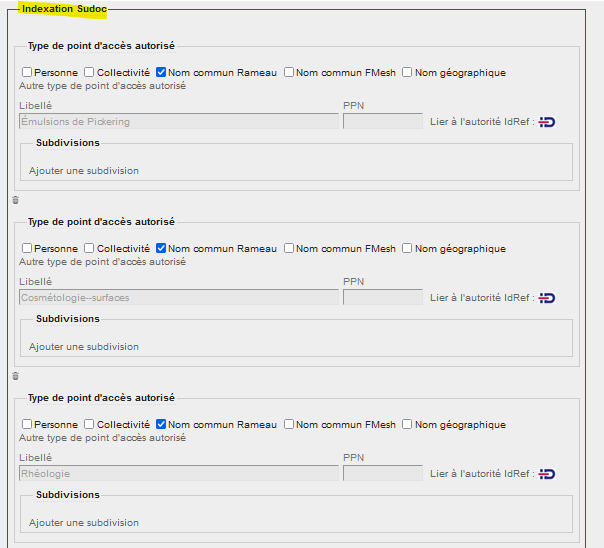 Indexation Sudoc
Type de point d'accès autorisé
Personne Collectivité Nom commun Rameau Nom commun FMesh Nom géographique
Autre type de point d'accès autorisé
Libellé PPN
Émulsions de Pickering Lier à l'autorité IdRef :
Subdivisions
Ajouter une subdivision
Type de point d'accès autorisé
Personne Collectivité Nom commun Rameau Nom commun FMesh Nom géographique
Autre type de point d'accès autorisé
Libellé PPN
Cosmétologie--surfaces Lier à l'autorité IdRef :
Subdivisions
Ajouter une subdivision
Type de point d'accès autorisé
Personne Collectivité Nom commun Rameau Nom commun FMesh Nom géographique
Autre type de point d'accès autorisé
Libellé PPN
Rhéologie Lier à l'autorité IdRef :
Subdivisions
Ajouter une subdivision